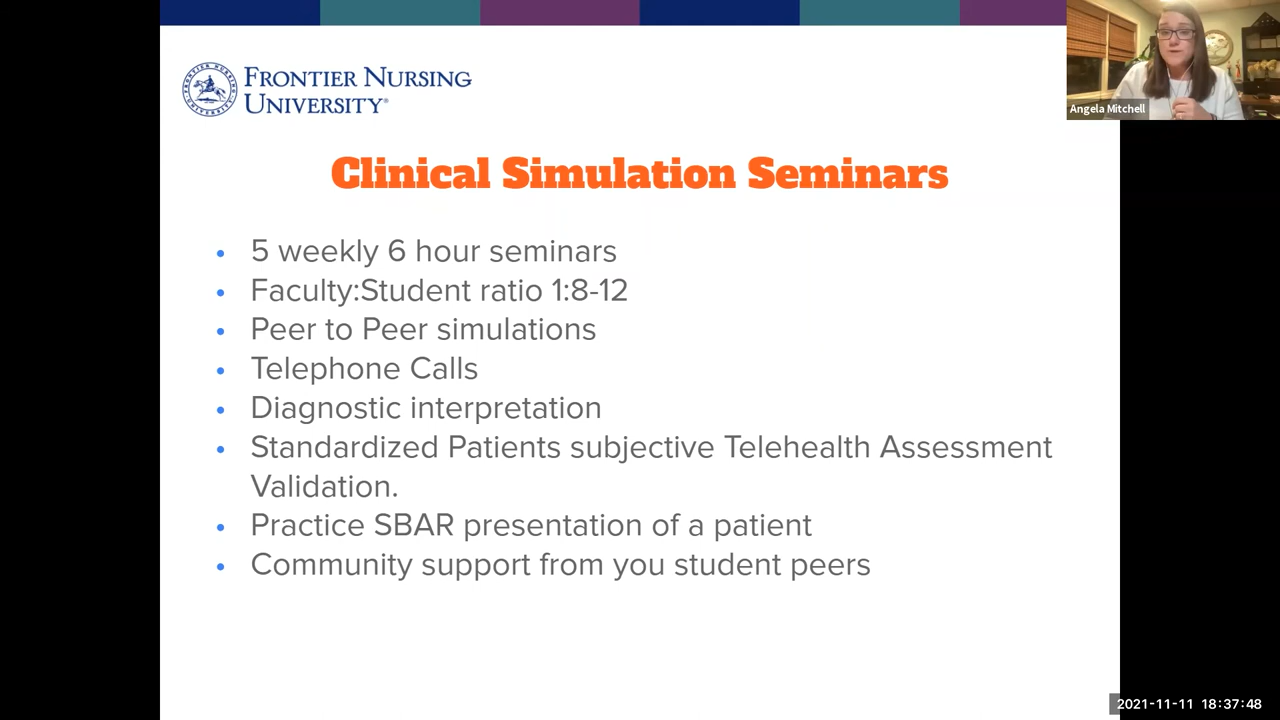 FRONTIER NURSING
UNIVERSITY®
Angela Mitchell
Clinical Simulation Seminars
• 5 weekly 6 hour seminars
• Faculty:Student ratio 1:8-12
• Peer to Peer simulations
• Telephone Calls
• Diagnostic interpretation
• Standardized Patients subjective Telehealth Assessment
Validation.
• Practice SBAR presentation of a patient
• Community support from you student peers
2021-11-11 18:37:48